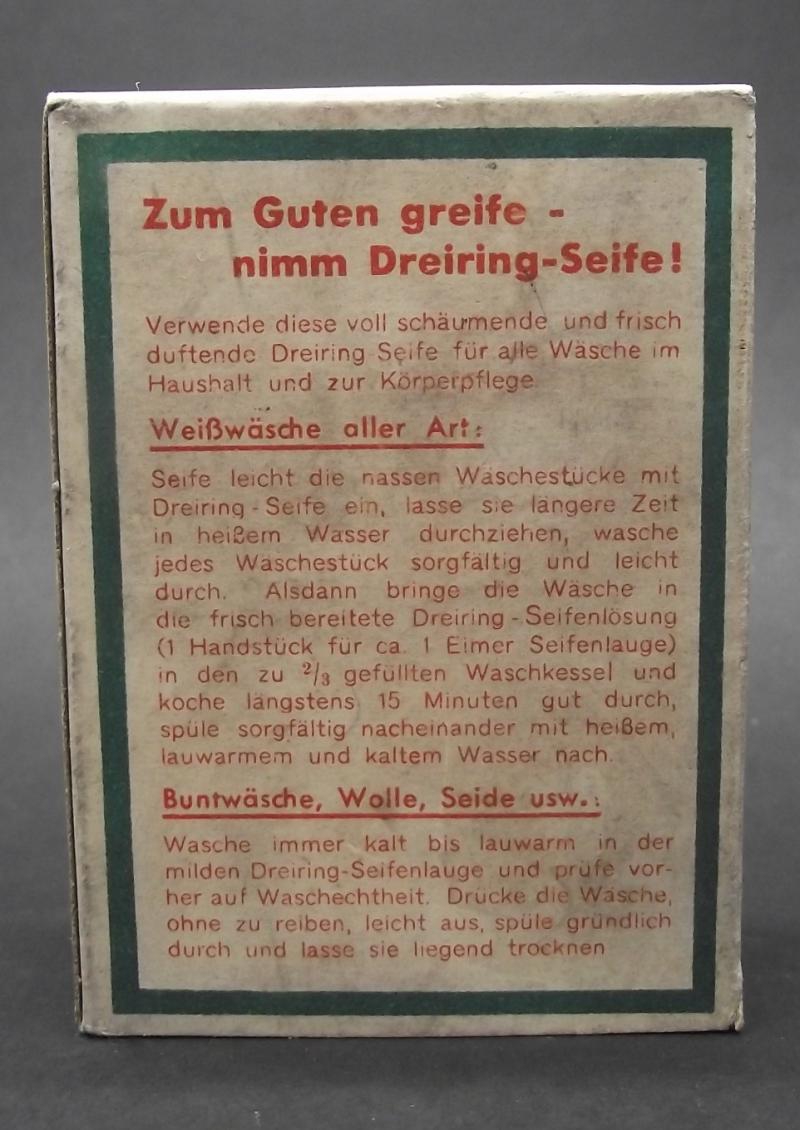 Zum Guten greife -
nimm Dreiring-Seife!
Verwende diese voll schäumende und frisch
duftende Dreiring-Seife für alle Wäsche im
Haushalt und zur Körperpflege
Weißwäsche aller Art:
Seife leicht die nassen Wäschestücke mit
Dreiring-Seife ein, lasse sie längere Zeit
in heißem Wasser durchziehen, wasche
jedes Wäschestück sorgfältig und leicht
durch. Alsdann bringe die Wäsche in
die frisch bereitete Dreiring-Seifenlösung
(1 Handstück für ca. 1 Eimer Seifenlauge)
in den zu 2/3 gefüllten Waschkessel und
koche längstens 15 Minuten gut durch,
spüle sorgfältig nacheinander mit heißem,
lauwarmem und kaltem Wasser nach.
Buntwäsche, Wolle, Seide usw.:
Wasche immer kalt bis lauwarm in der
milden Dreiring-Seifenlauge und prüfe vor-
her auf Waschechtheit. Drücke die Wäsche,
ohne zu reiben, leicht aus, spüle gründlich
durch und lasse sie liegend trocknen